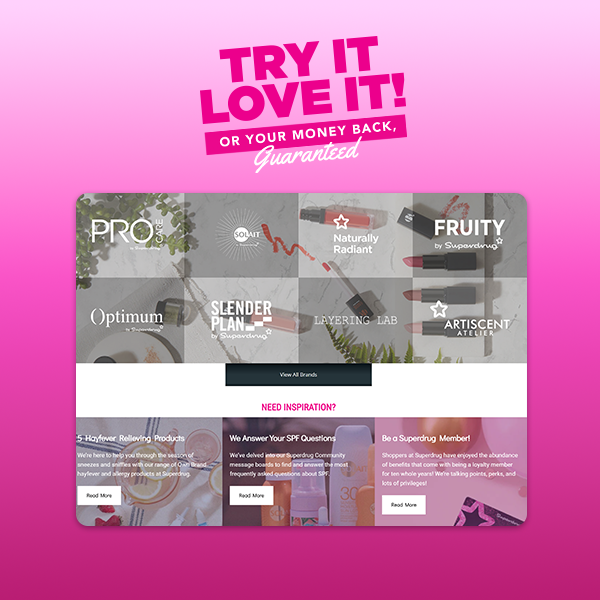 TRY IT
LOVE IT!
OR YOUR MONEY BACK,
Guaranteed
PRO CARE
by Superdrug
SOLAIT
by Superdrug
Naturally
Radiant
FRUITY
by Superdrug
Optimum
by Superdrug
SLENDER
PLAN
by Superdrug
LAYERING LAB
ARTISCENT
ATELIER
View All Brands
NEED INSPIRATION?
5 Hayfever Relieving Products
We're here to help you through the season of
sneezes and sniffles with our range of Own Brand
hayfever and allergy products at Superdrug.
Read More
We Answer Your SPF Questions
We've delved into our Superdrug Community
message boards to find and answer the most
frequently asked questions about SPF.
Read More
Be a Superdrug Member!
Shoppers at Superdrug have enjoyed the abundance
of benefits that come with being a loyalty member
for ten whole years! We're talking points, perks, and
lots of privileges!
Read More
30
Superdrug